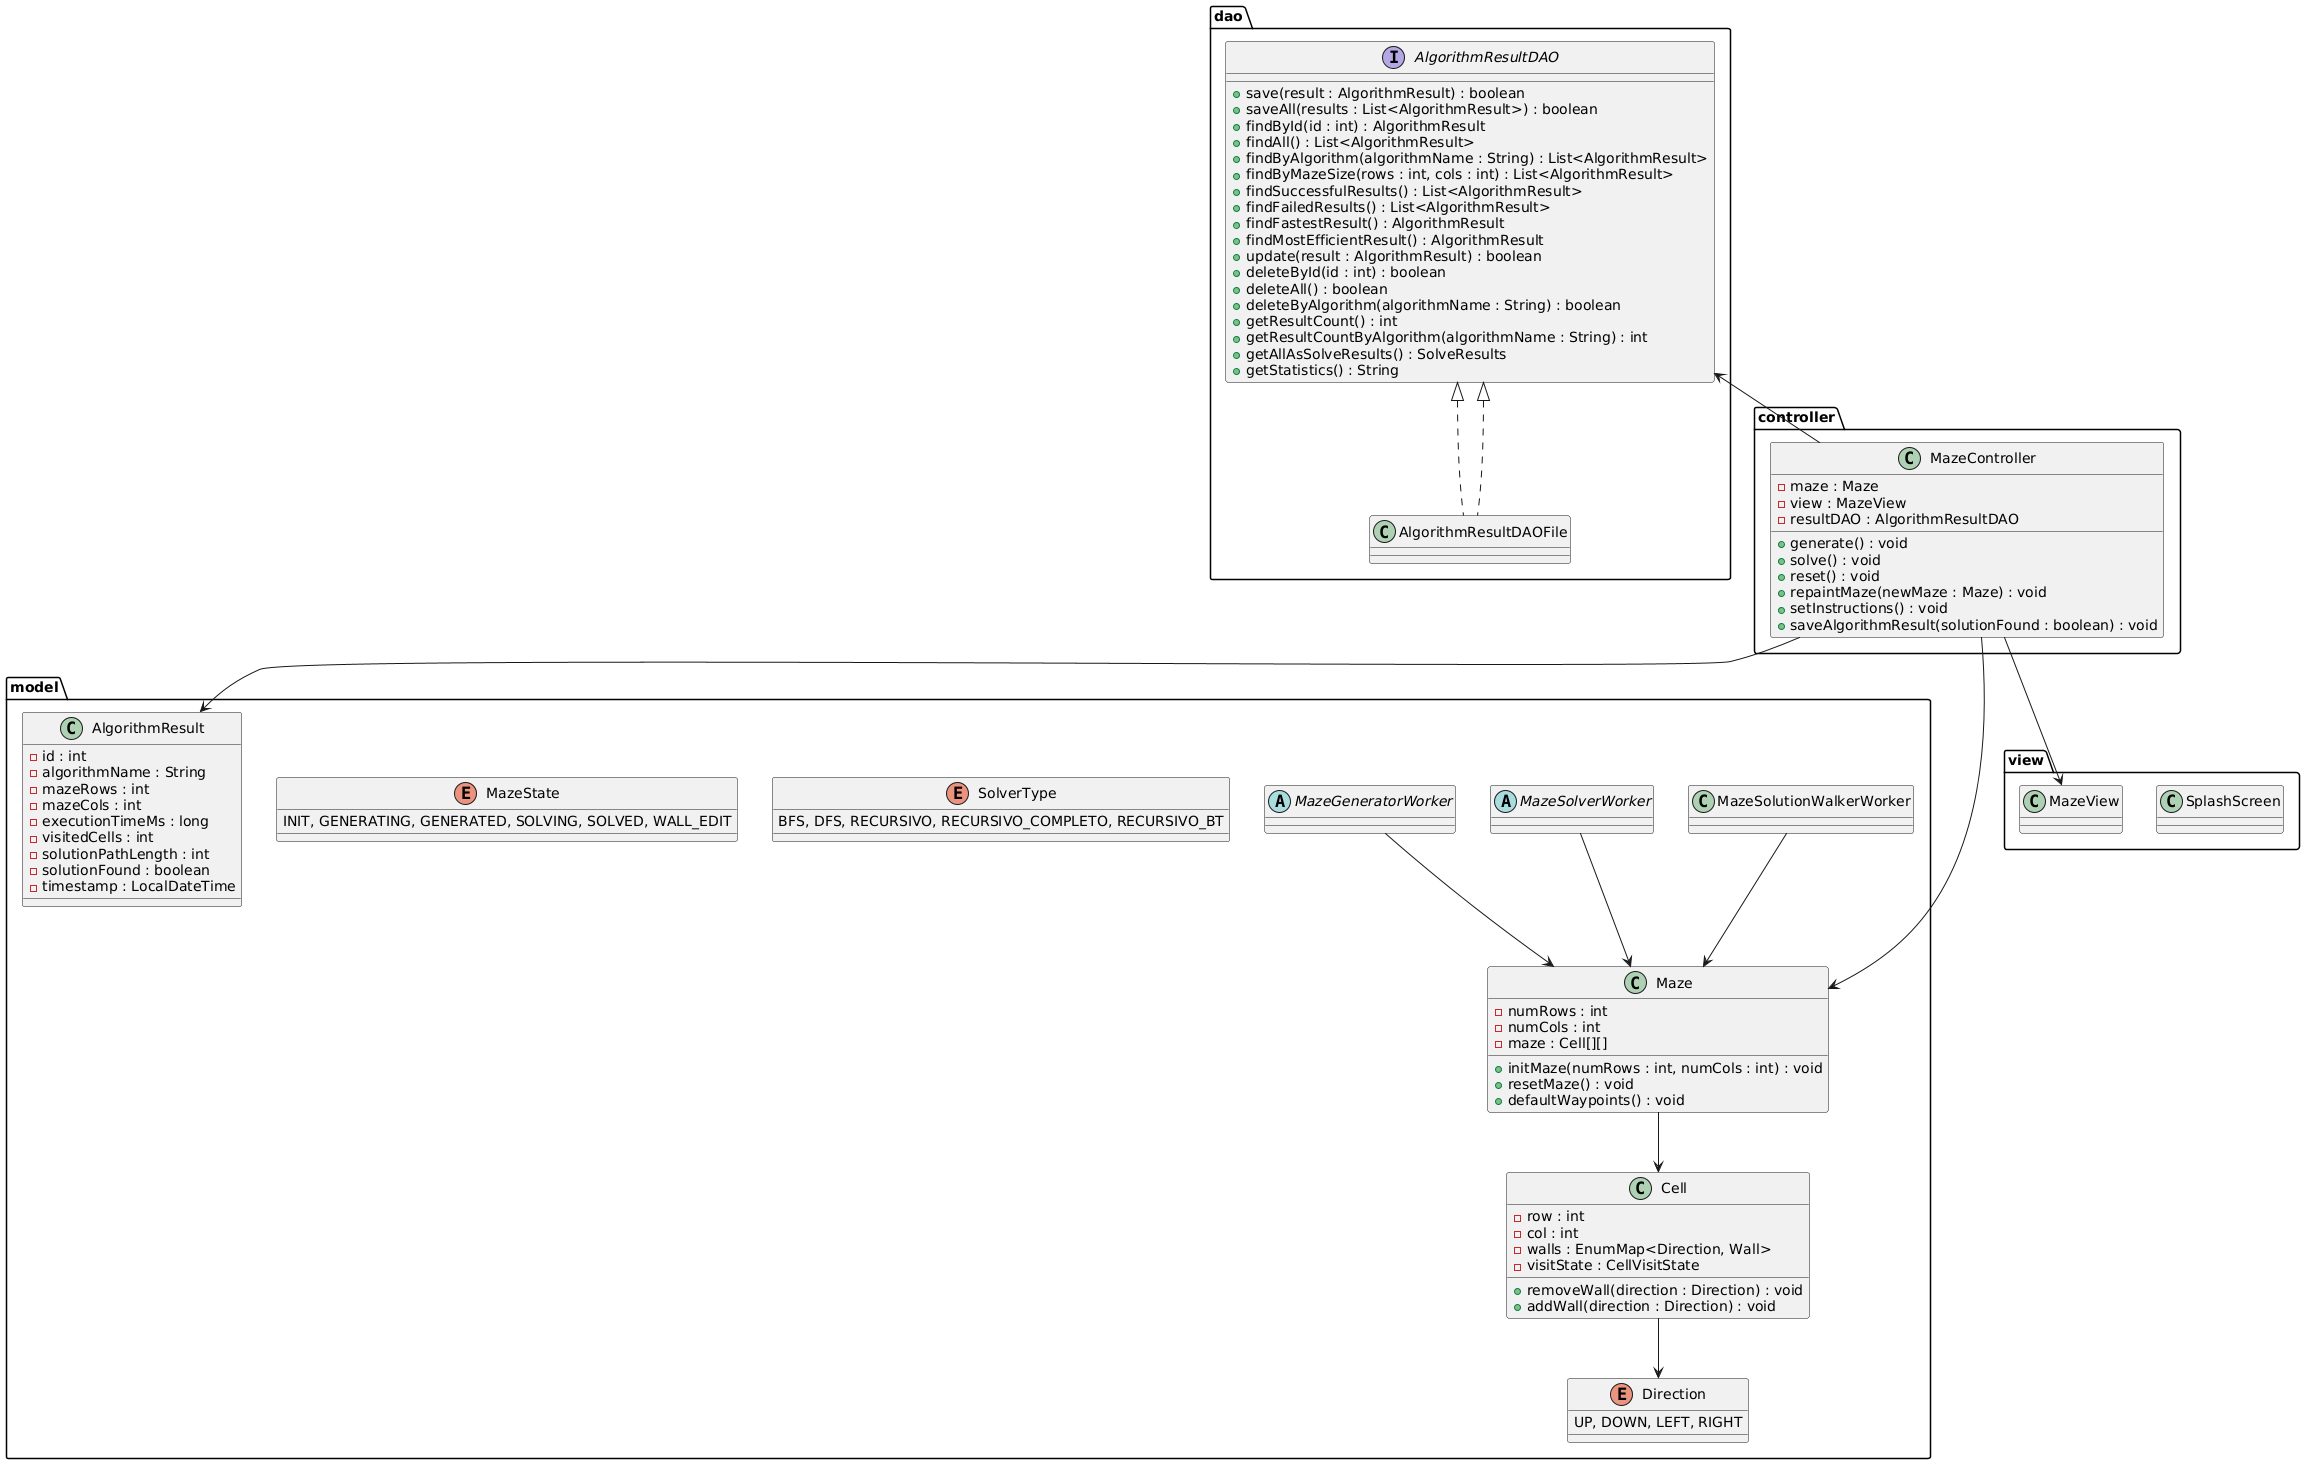 dao
I AlgorithmResultDAO
save(result : AlgorithmResult) : boolean
saveAll(results : List<AlgorithmResult>) : boolean
findById(id : int) : AlgorithmResult
findAll() : List<AlgorithmResult>
findByAlgorithm(algorithmName : String) : List<AlgorithmResult>
findByMazeSize(rows : int, cols : int) : List<AlgorithmResult>
findSuccessfulResults() : List<AlgorithmResult>
findFailedResults() : List<AlgorithmResult>
findFastestResult() : AlgorithmResult
findMostEfficientResult() : AlgorithmResult
update(result : AlgorithmResult) : boolean
deleteById(id : int) : boolean
deleteAll() : boolean
deleteByAlgorithm(algorithmName : String) : boolean
getResultCount() : int
getResultCountByAlgorithm(algorithmName : String) : int
getAllAsSolveResults() : SolveResults
getStatistics() : String
C AlgorithmResultDAOFile
controller
C MazeController
maze : Maze
view : MazeView
resultDAO : AlgorithmResultDAO
generate() : void
solve() : void
reset() : void
repaintMaze(newMaze : Maze) : void
setInstructions() : void
saveAlgorithmResult(solutionFound : boolean) : void
model
C AlgorithmResult
id : int
algorithmName : String
mazeRows : int
mazeCols : int
executionTimeMs : long
visitedCells : int
solutionPathLength : int
solutionFound : boolean
timestamp : LocalDateTime
E MazeState
INIT, GENERATING, GENERATED, SOLVING, SOLVED, WALL_EDIT
E SolverType
BFS, DFS, RECURSIVO, RECURSIVO_COMPLETO, RECURSIVO_BT
A MazeGeneratorWorker
A MazeSolverWorker
C MazeSolutionWalkerWorker
view
C MazeView
C SplashScreen
C Maze
numRows : int
numCols : int
maze : Cell[][]
initMaze(numRows : int, numCols : int) : void
resetMaze() : void
defaultWaypoints() : void
C Cell
row : int
col : int
walls : EnumMap<Direction, Wall>
visitState : CellVisitState
removeWall(direction : Direction) : void
addWall(direction : Direction) : void
E Direction
UP, DOWN, LEFT, RIGHT